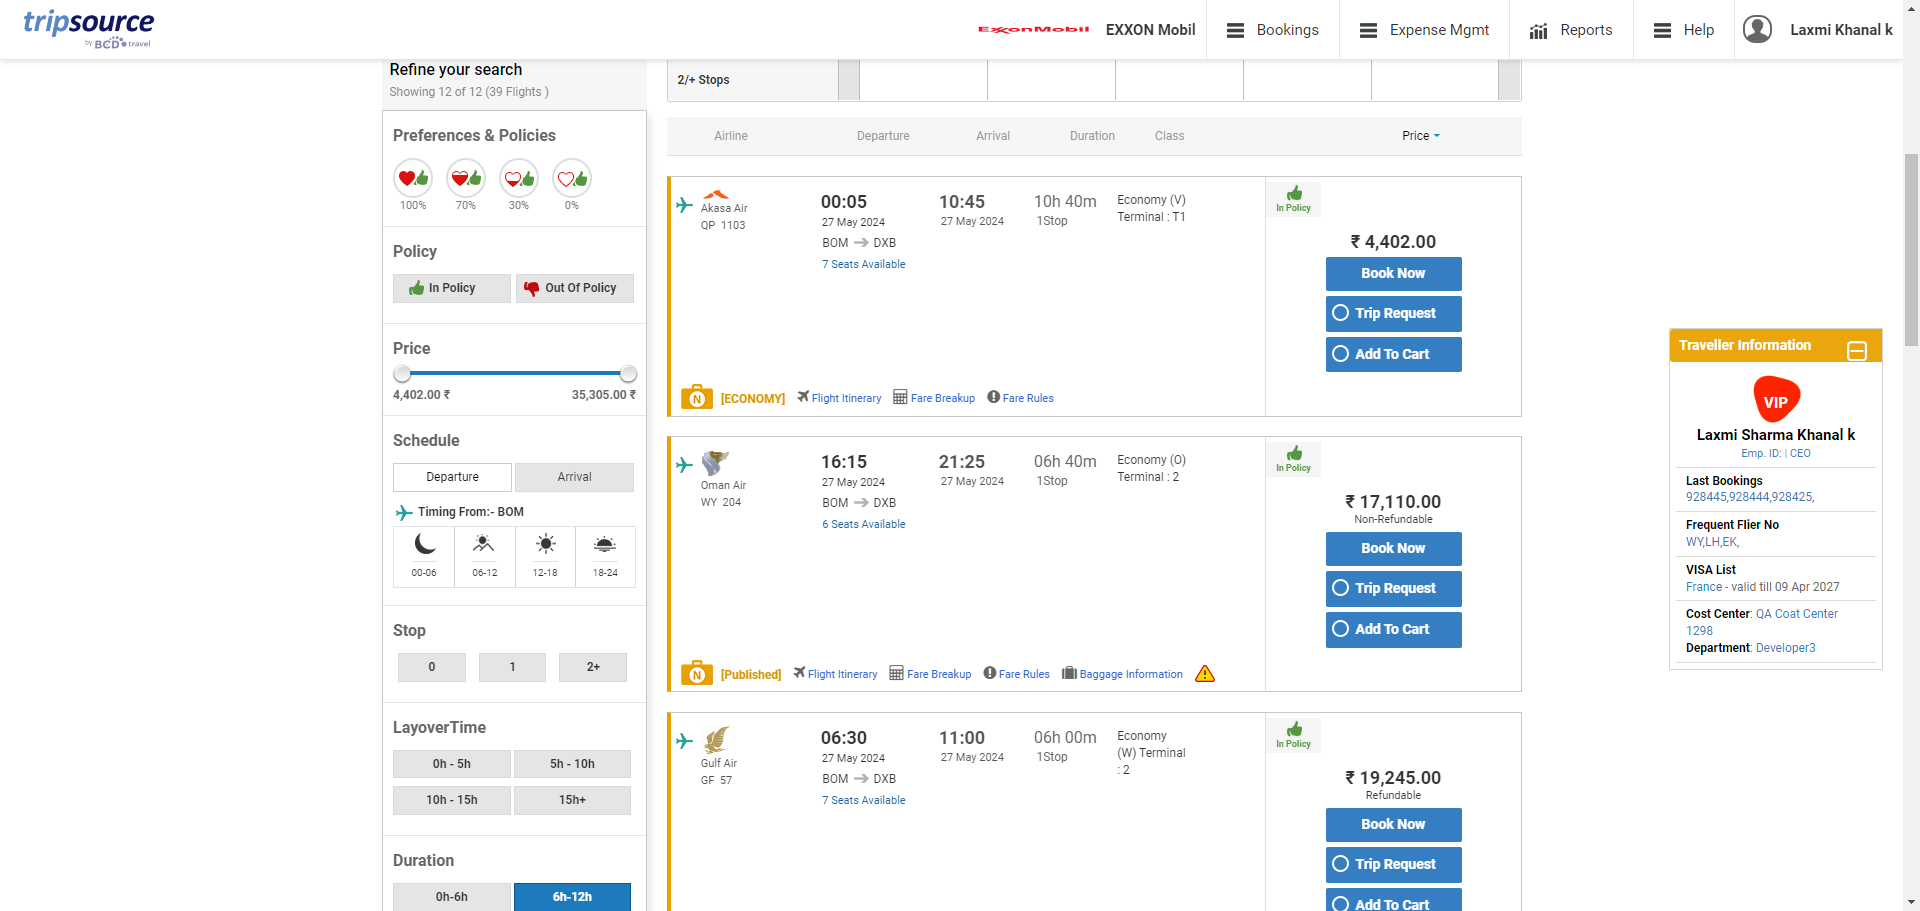 tripsource
by BCD travel
ExxonMobil
EXXON Mobil
Bookings
Expense Mgmt
Reports
Help
Laxmi Khanal k
Refine your search
Showing 12 of 12 (39 Flights )
Preferences & Policies
100%
70%
30%
0%
Policy
In Policy
Out Of Policy
Price
4,402.00 ₹
35,305.00 ₹
Schedule
Departure
Arrival
Timing From:- BOM
00-06
06-12
12-18
18-24
Stop
0
1
2+
LayoverTime
0h - 5h
5h - 10h
10h - 15h
15h+
Duration
0h-6h
6h-12h
2/+ Stops
Airline
Departure
Arrival
Duration
Class
Price
Akasa Air
QP 1103
00:05
27 May 2024
BOM DXB
7 Seats Available
10:45
27 May 2024
10h 40m
1Stop
Economy (V)
Terminal : T1
In Policy
₹ 4,402.00
Book Now
Trip Request
Add To Cart
N
[ECONOMY]
Flight Itinerary
Fare Breakup
Fare Rules
Oman Air
WY 204
16:15
27 May 2024
BOM DXB
6 Seats Available
21:25
27 May 2024
06h 40m
1Stop
Economy (O)
Terminal : 2
In Policy
₹ 17,110.00
Non-Refundable
Book Now
Trip Request
Add To Cart
N
[Published]
Flight Itinerary
Fare Breakup
Fare Rules
Baggage Information
Gulf Air
GF 57
06:30
27 May 2024
BOM DXB
7 Seats Available
11:00
27 May 2024
06h 00m
1Stop
Economy
(W) Terminal
: 2
In Policy
₹ 19,245.00
Refundable
Book Now
Trip Request
Add To Cart
Traveller Information
VIP
Laxmi Sharma Khanal k
Emp. ID: | CEO
Last Bookings
928445,928444,928425,
Frequent Flier No
WY,LH,EK,
VISA List
France - valid till 09 Apr 2027
Cost Center: QA Coat Center
1298
Department: Developer3